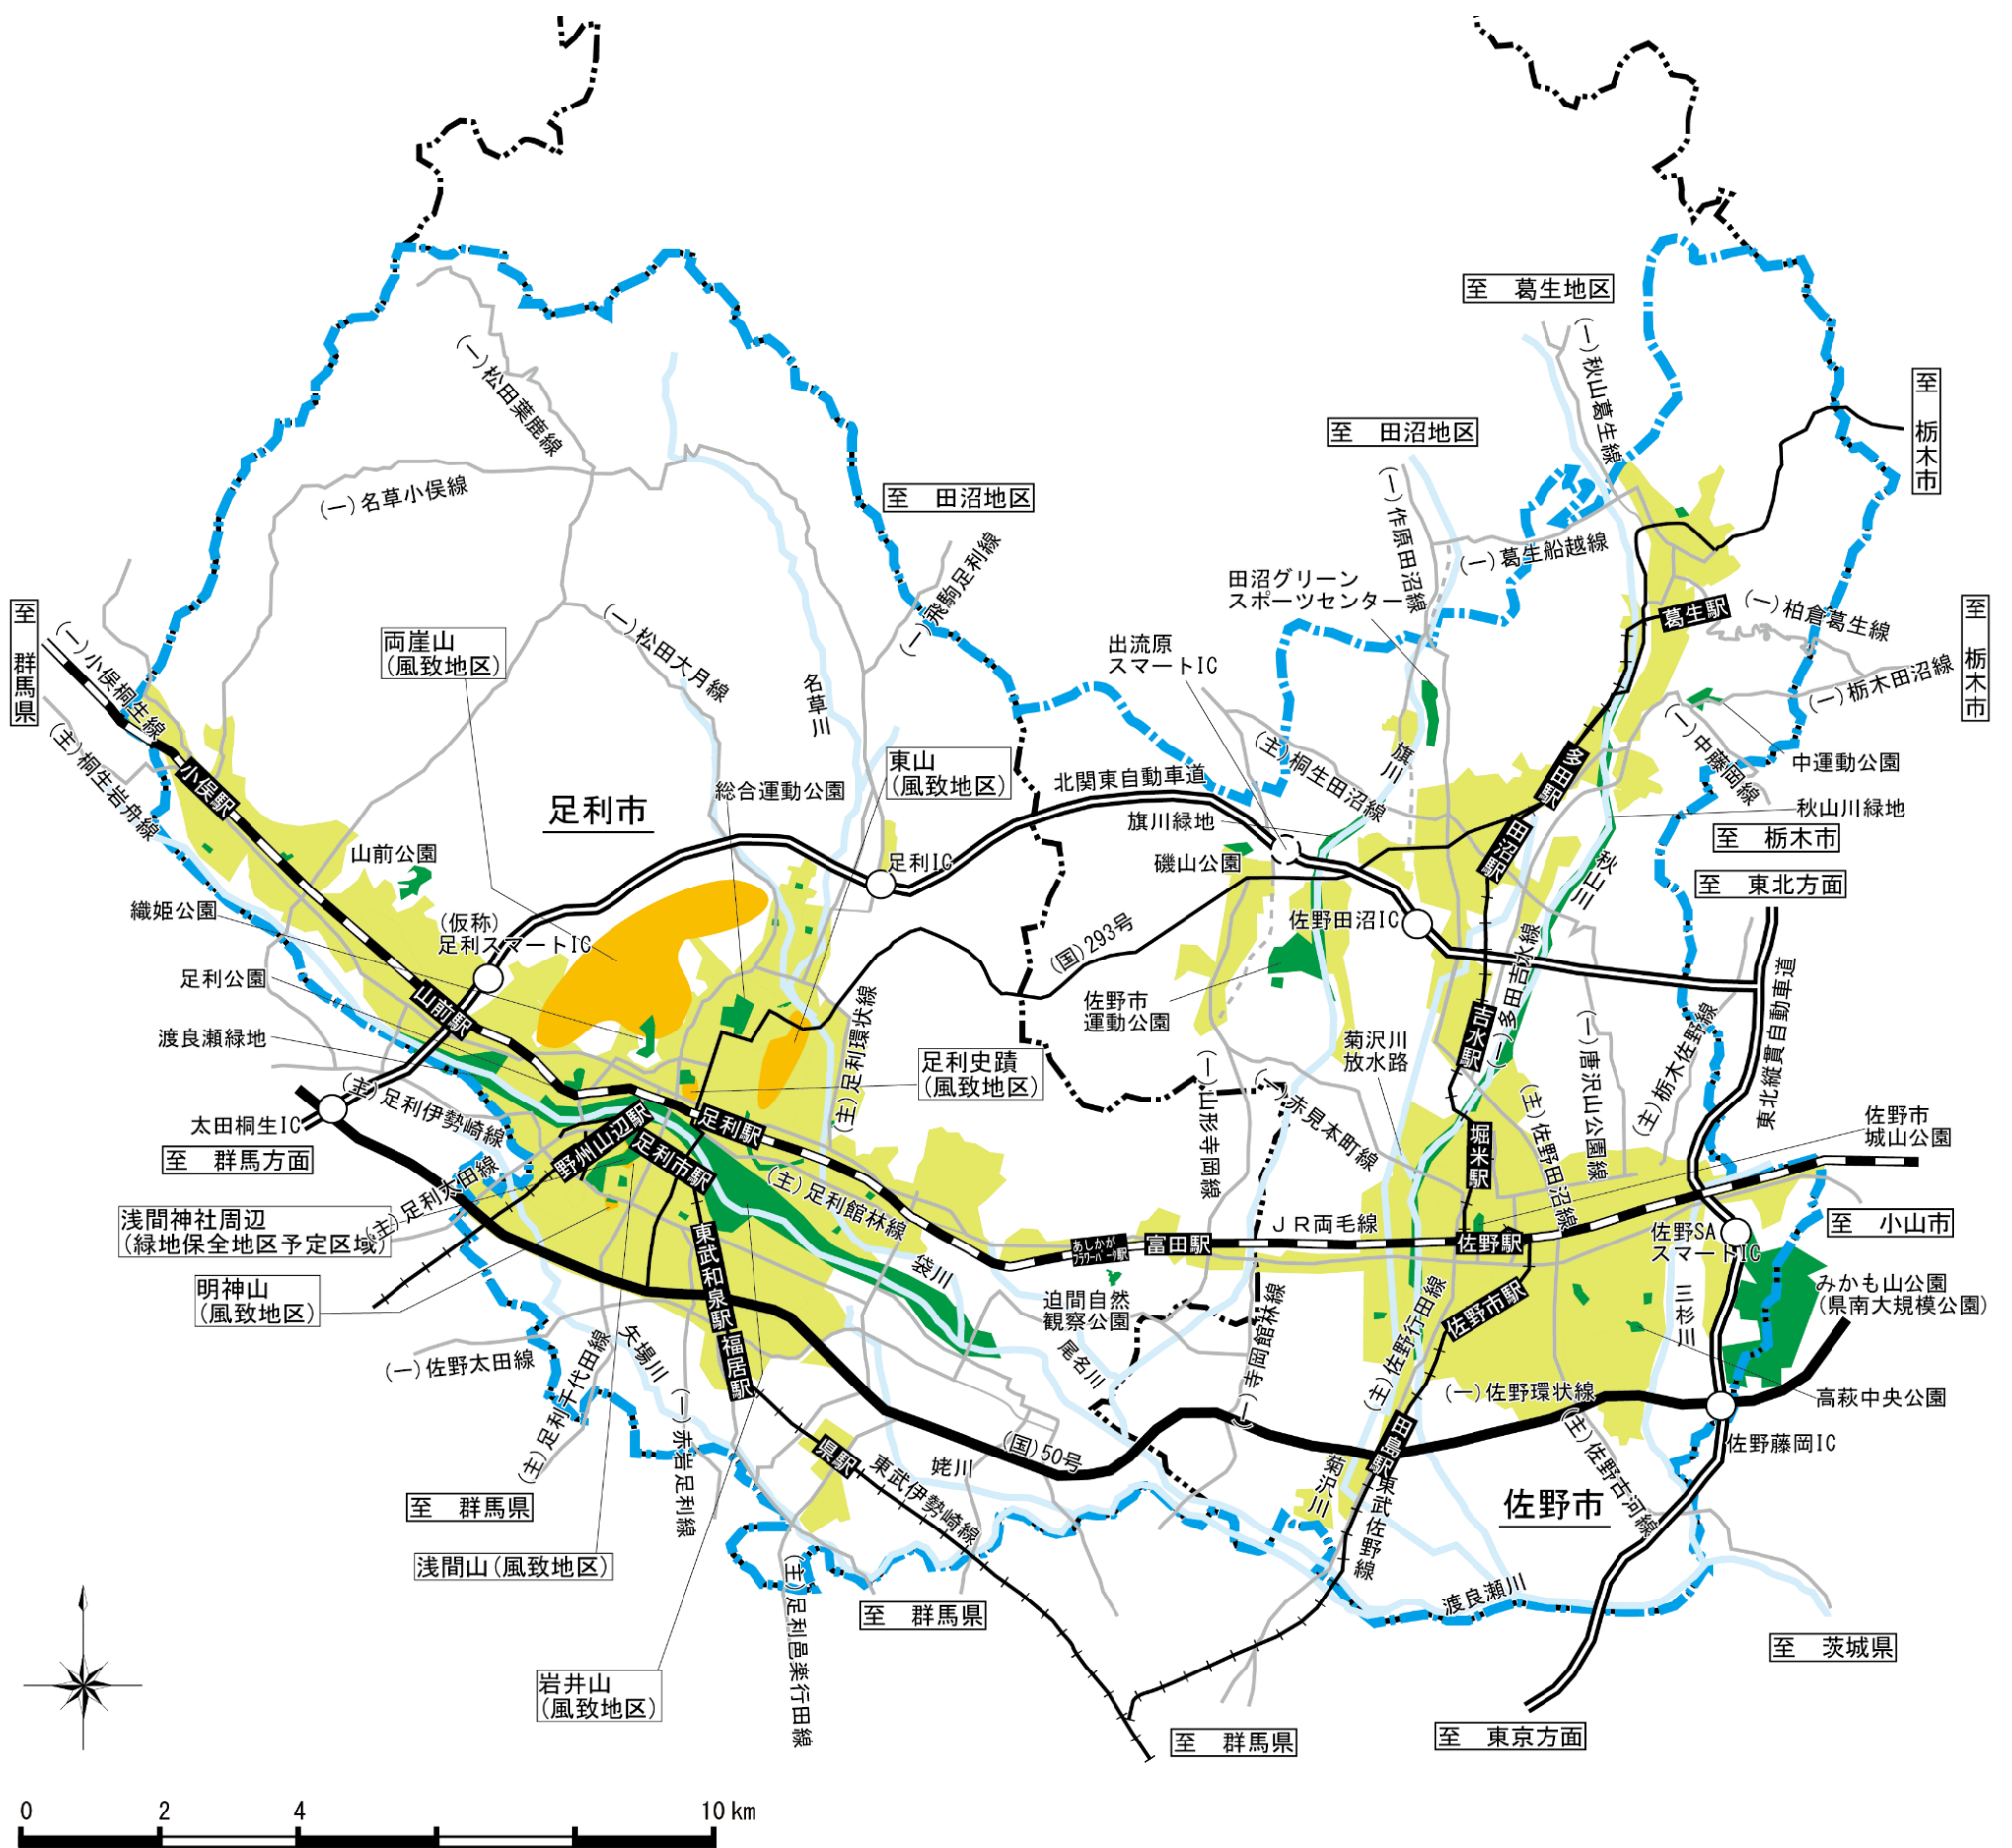 至　葛生地区
(一)秋山葛生線
至　栃木市
(一)松田葉鹿線
至　田沼地区
(一)名草小俣線
至　田沼地区
(一)作原田沼線
(一)葛生船越線
(一)飛駒足利線
田沼グリーン
スポーツセンター
葛生駅
(一)柏倉葛生線
至　栃木市
至　群馬県
(一)小俣桐生線
両崖山
(風致地区)
(一)松田大月線
出流原
スマートIC
(一)栃木田沼線
名草川
(主)桐生岩舟線
小俣駅
東山
(風致地区)
総合運動公園
北関東自動車道
(主)桐生田沼線
旗川
多田駅
(一)中藤岡線
中運動公園
足利市
旗川緑地
秋山川緑地
至　栃木市
山前公園
足利IC
磯山公園
田沼駅
秋山川
至　東北方面
織姫公園
(仮称)
足利スマートIC
(国)293号
佐野田沼IC
足利公園
山前駅
佐野市
運動公園
吉水駅
(一)多田吉水線
東北縦貫自動車道
渡良瀬緑地
(主)足利環状線
足利史蹟
(風致地区)
菊沢川
放水路
(一)山形寺岡線
(一)唐沢山公園線
(主)栃木佐野線
(主)足利伊勢崎線
太田桐生IC
至　群馬方面
足利駅
野州山辺駅
足利市駅
(一)赤見本町線
堀米駅
(主)佐野田沼線
佐野市
城山公園
(主)足利太田線
浅間神社周辺
(緑地保全地区予定区域)
(主)足利館林線
JR両毛線
あしかが
フラワーパーク駅
富田駅
佐野駅
佐野SA
スマートIC
至　小山市
明神山
(風致地区)
東武和泉駅
袋川
迫間自然
観察公園
三杉川
みかも山公園
(県南大規模公園)
佐野市駅
(一)佐野太田線
矢場川
福居駅
尾名川
(一)寺岡館林線
(主)佐野行田線
(一)佐野環状線
高萩中央公園
(主)足利千代田線
(一)赤岩足利線
県駅
(国)50号
田島駅
佐野藤岡IC
東武伊勢崎線
姥川
菊沢川
東武佐野線
佐野市
(主)佐野古河線
至　群馬県
浅間山(風致地区)
(主)足利邑楽行田線
至　群馬県
渡良瀬川
至　茨城県
岩井山
(風致地区)
至　群馬県
至　東京方面
0
2
4
10km